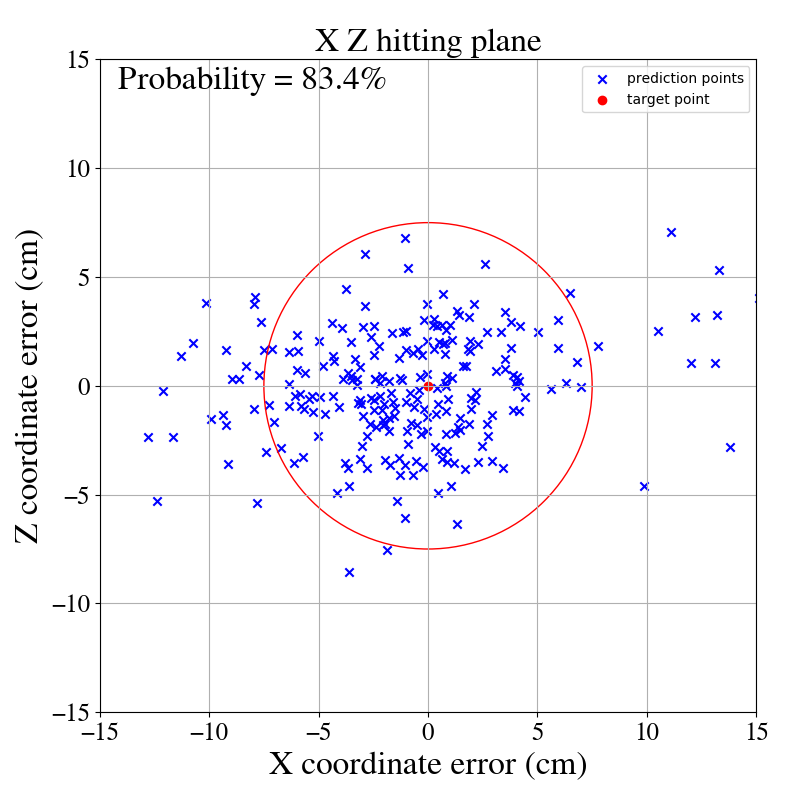 X Z hitting plane
Probability = 83.4%
prediction points
target point
15
10
5
0
−5
−10
−15
Z coordinate error (cm)
−15 −10 −5 0 5 10 15
X coordinate error (cm)